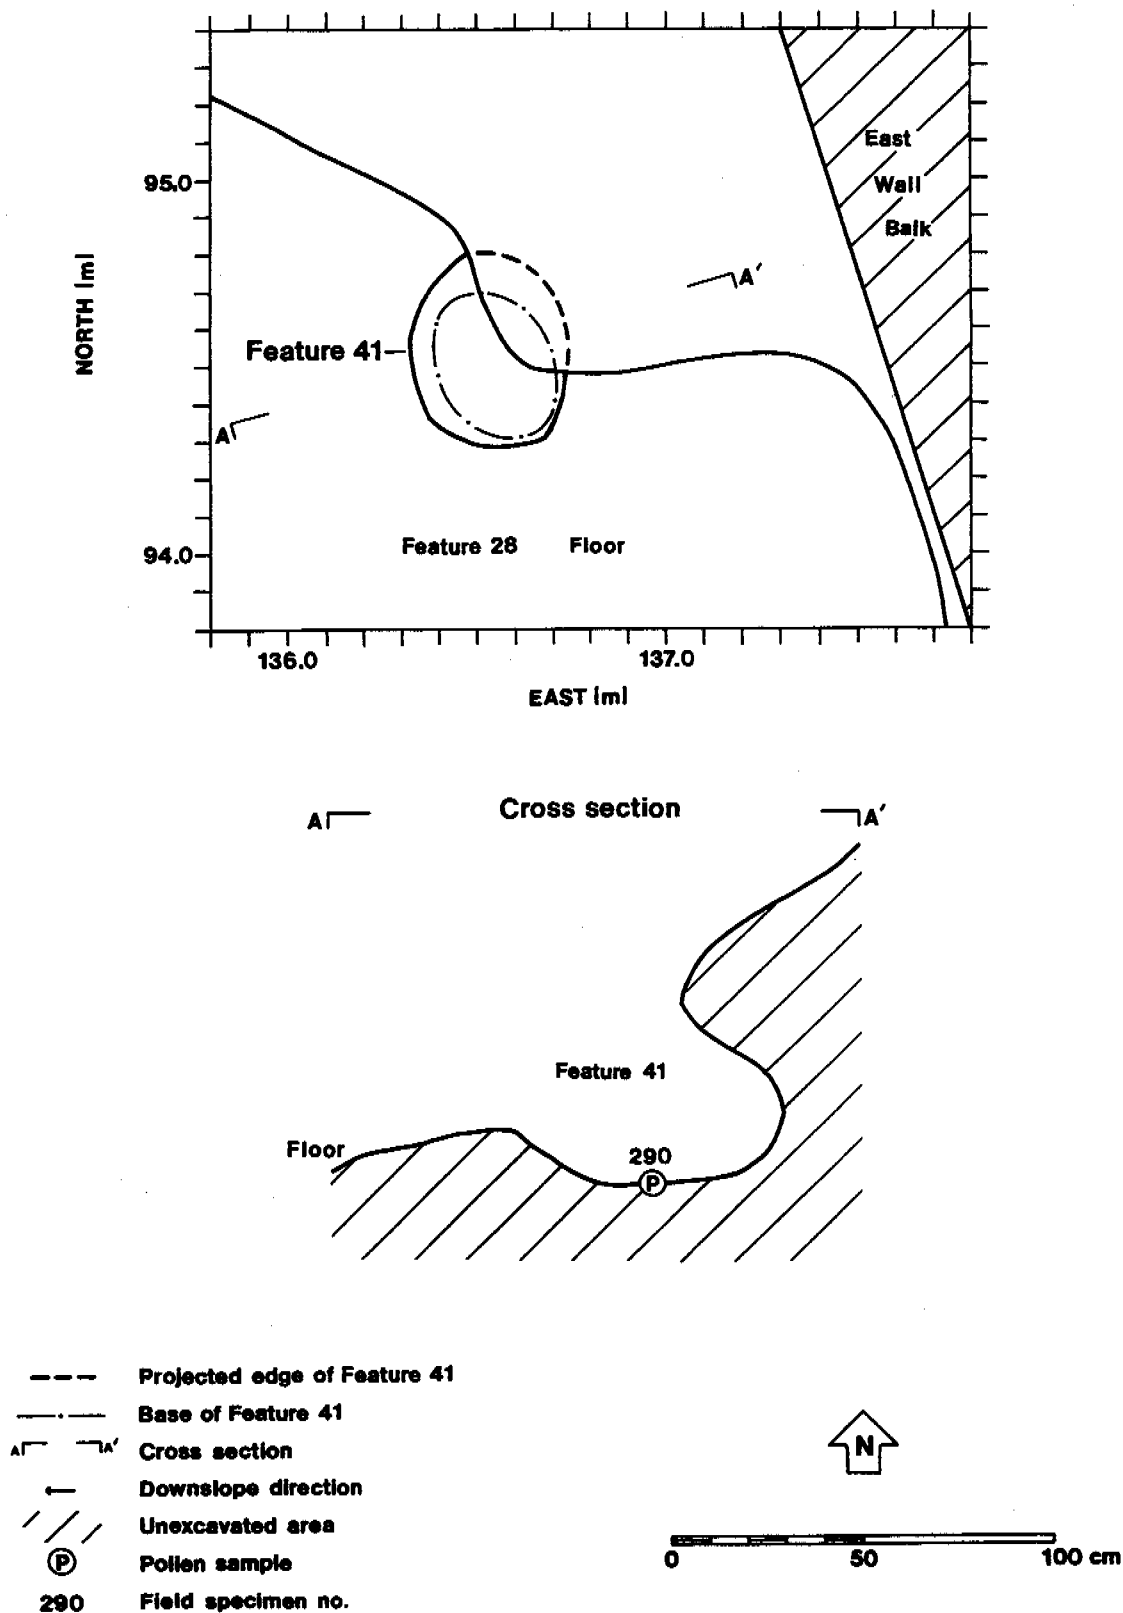 East
Wall
Balk
95.0
NORTH [m]
A'
Feature 41
A
Feature 28 Floor
94.0
136.0 137.0
EAST [m]
A Cross section A'
Feature 41
Floor
290
P
Projected edge of Feature 41
Base of Feature 41
A A' Cross section
Downslope direction
Unexcavated area
P Pollen sample
290 Field specimen no.
N
0 50 100 cm